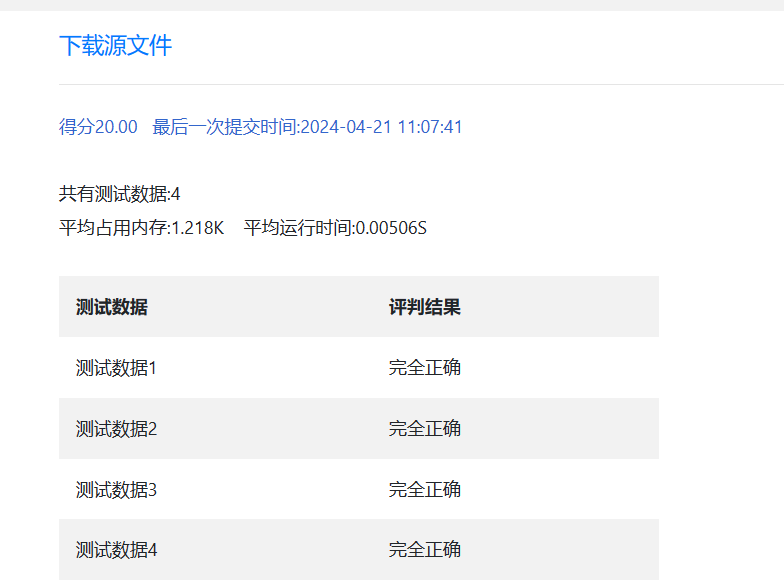 下载源文件
得分20.00 最后一次提交时间:2024-04-21 11:07:41
共有测试数据:4
平均占用内存:1.218K 平均运行时间:0.00506S
测试数据 评判结果
测试数据1 完全正确
测试数据2 完全正确
测试数据3 完全正确
测试数据4 完全正确